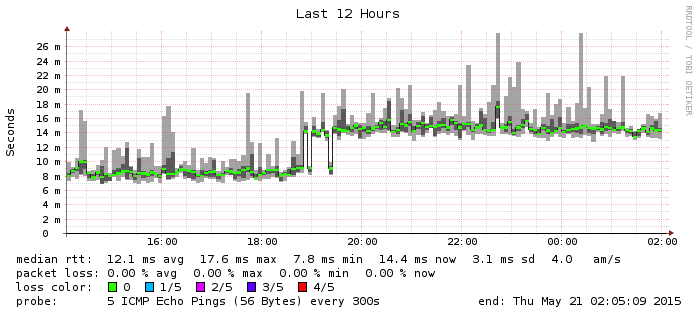 Last 12 Hours
RRDTOOL / TOBI OETIKER
Seconds
26 m
24 m
22 m
20 m
18 m
16 m
14 m
12 m
10 m
8 m
6 m
4 m
2 m
0
16:00 18:00 20:00 22:00 00:00 02:00
median rtt: 12.1 ms avg 17.6 ms max 7.8 ms min 14.4 ms now 3.1 ms sd 4.0 am/s
packet loss: 0.00 % avg 0.00 % max 0.00 % min 0.00 % now
loss color: 0 1/5 2/5 3/5 4/5
probe: 5 ICMP Echo Pings (56 Bytes) every 300s end: Thu May 21 02:05:09 2015